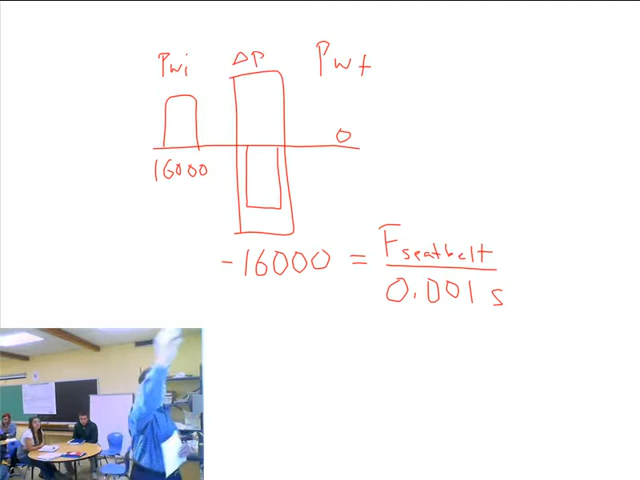 Pwi ΔP Pwf
0
16000
-16000 = Fseatbelt
0.001 s